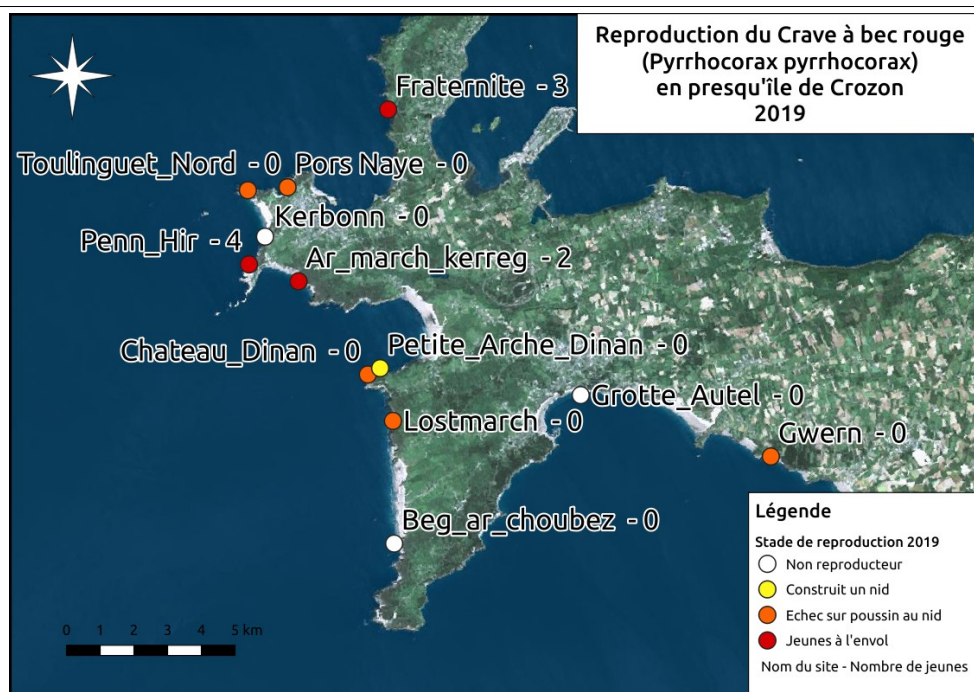 Reproduction du Crave à bec rouge
(Pyrrhocorax pyrrhocorax)
en presqu'île de Crozon
2019
Fraternite - 3
Toulinguet_Nord - 0
Pors Naye - 0
Kerbonn - 0
Penn_Hir - 4
Ar_march_kerreg - 2
Chateau_Dinan - 0
Petite_Arche_Dinan - 0
Grotte_Autel - 0
Lostmarch - 0
Gwern - 0
Beg_ar_choubez - 0
Légende
Stade de reproduction 2019
Non reproducteur
Construit un nid
Echec sur poussin au nid
Jeunes à l'envol
Nom du site - Nombre de jeunes
0 1 2 3 4 5 km